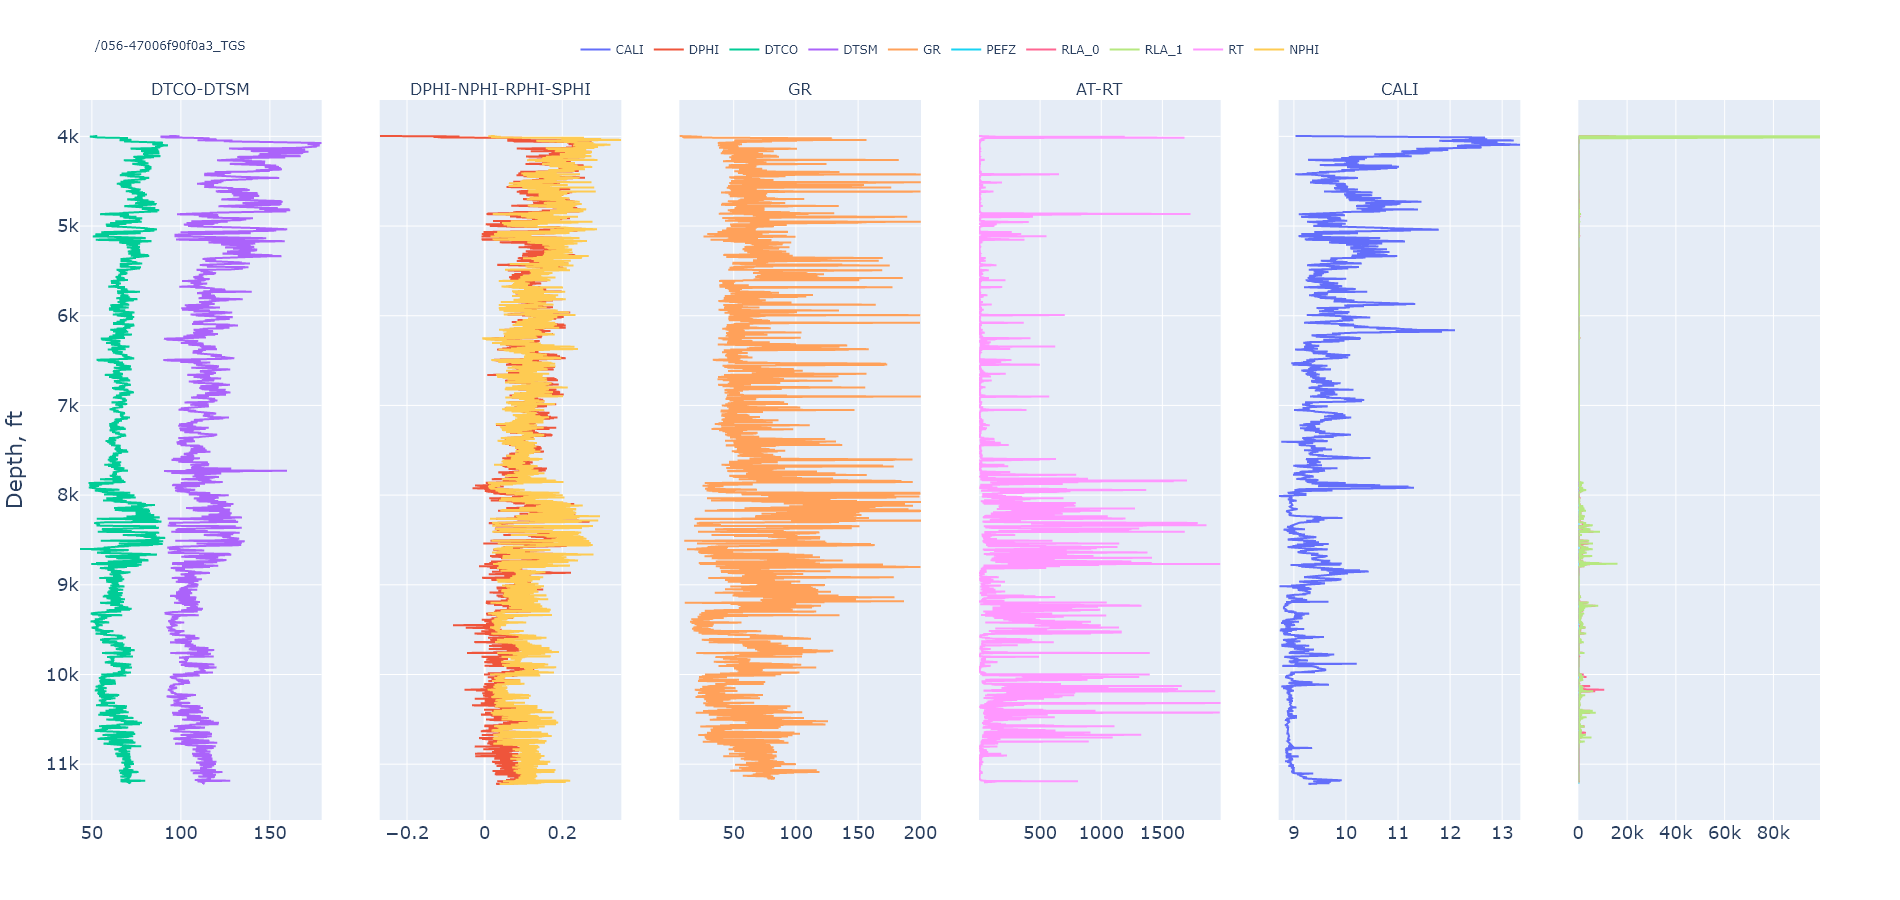 /056-47006f90f0a3_TGS
CALI DPHI DTCO DTSM GR PEFZ RLA_0 RLA_1 RT NPHI
DTCO-DTSM DPHI-NPHI-RPHI-SPHI GR AT-RT CALI
4k
5k
6k
7k
8k
9k
10k
11k
Depth, ft
50 100 150 −0.2 0 0.2 50 100 150 200 500 1000 1500 9 10 11 12 13 0 20k 40k 60k 80k